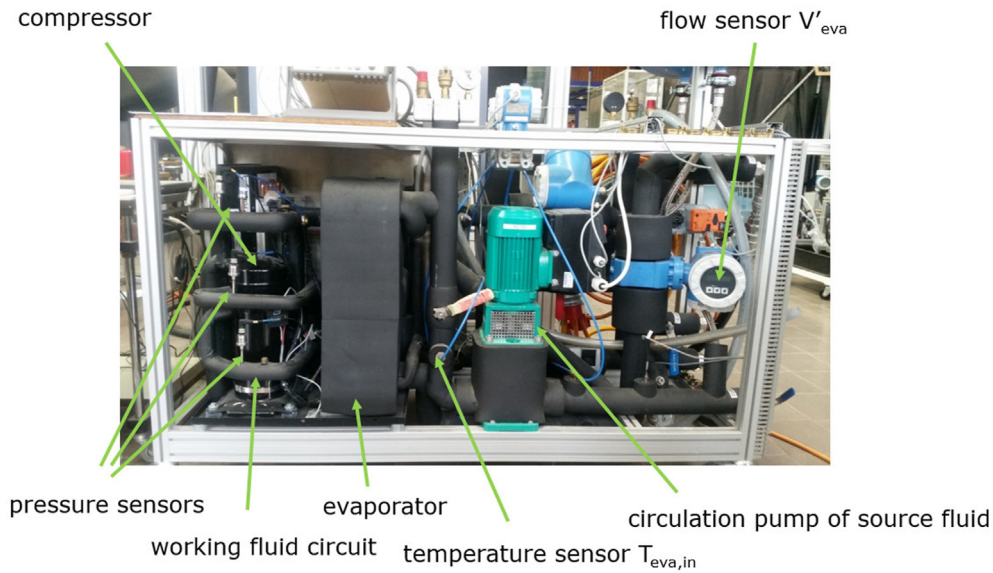 compressor
flow sensor V’eva
pressure sensors
evaporator
circulation pump of source fluid
working fluid circuit
temperature sensor Teva,in